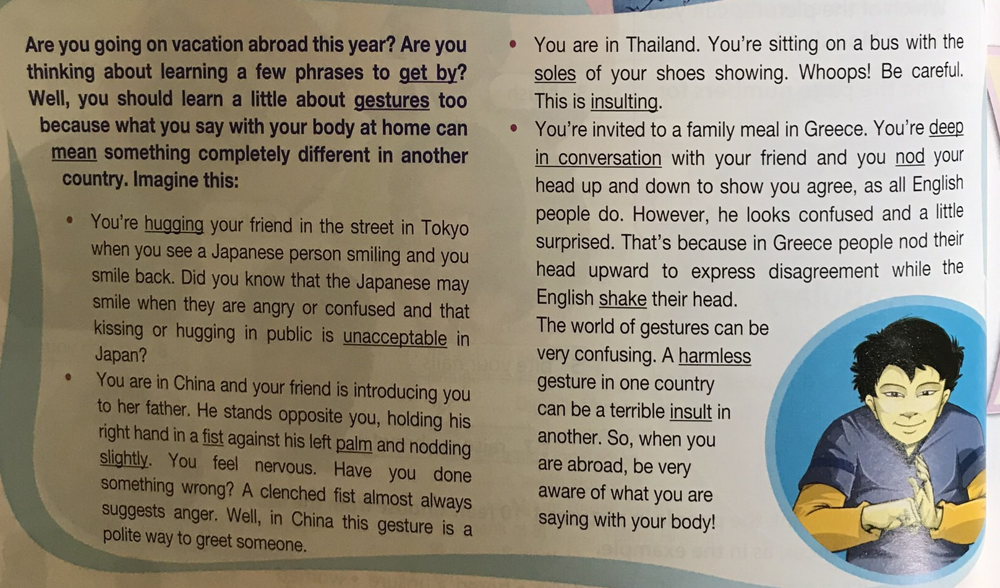 Are you going on vacation abroad this year? Are you
thinking about learning a few phrases to get by?
Well, you should learn a little about gestures too
because what you say with your body at home can
mean something completely different in another
country. Imagine this:
• You're hugging your friend in the street in Tokyo
when you see a Japanese person smiling and you
smile back. Did you know that the Japanese may
smile when they are angry or confused and that
kissing or hugging in public is unacceptable in
Japan?
• You are in China and your friend is introducing you
to her father. He stands opposite you, holding his
right hand in a fist against his left palm and nodding
slightly. You feel nervous. Have you done
something wrong? A clenched fist almost always
suggests anger. Well, in China this gesture is a
polite way to greet someone.
• You are in Thailand. You're sitting on a bus with the
soles of your shoes showing. Whoops! Be careful.
This is insulting.
• You're invited to a family meal in Greece. You're deep
in conversation with your friend and you nod your
head up and down to show you agree, as all English
people do. However, he looks confused and a little
surprised. That's because in Greece people nod their
head upward to express disagreement while the
English shake their head.
The world of gestures can be
very confusing. A harmless
gesture in one country
can be a terrible insult in
another. So, when you
are abroad, be very
aware of what you are
saying with your body!